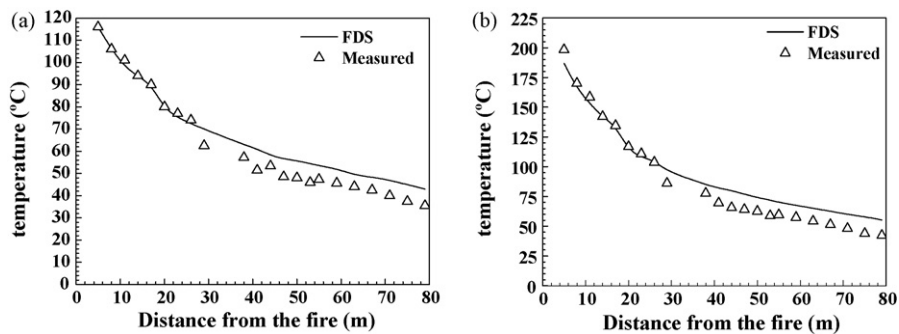 (a)
120
110
100
90
80
70
60
50
40
30
20
10
0
temperature (ºC)
FDS
Measured
0 10 20 30 40 50 60 70 80
Distance from the fire (m)
(b)
225
200
175
150
125
100
75
50
25
0
temperature (ºC)
FDS
Measured
0 10 20 30 40 50 60 70 80
Distance from the fire (m)